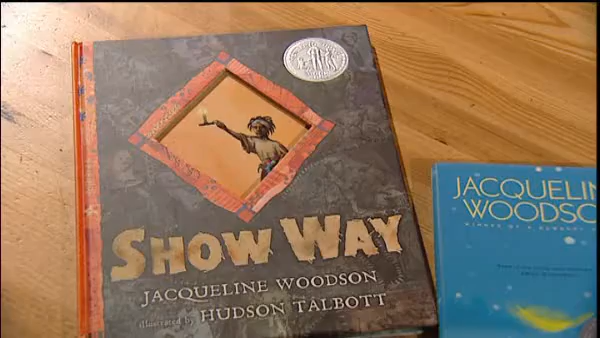 SHOW WAY
JACQUELINE WOODSON
illustrated by HUDSON TALBOTT
JACQUELIN
WOODSO